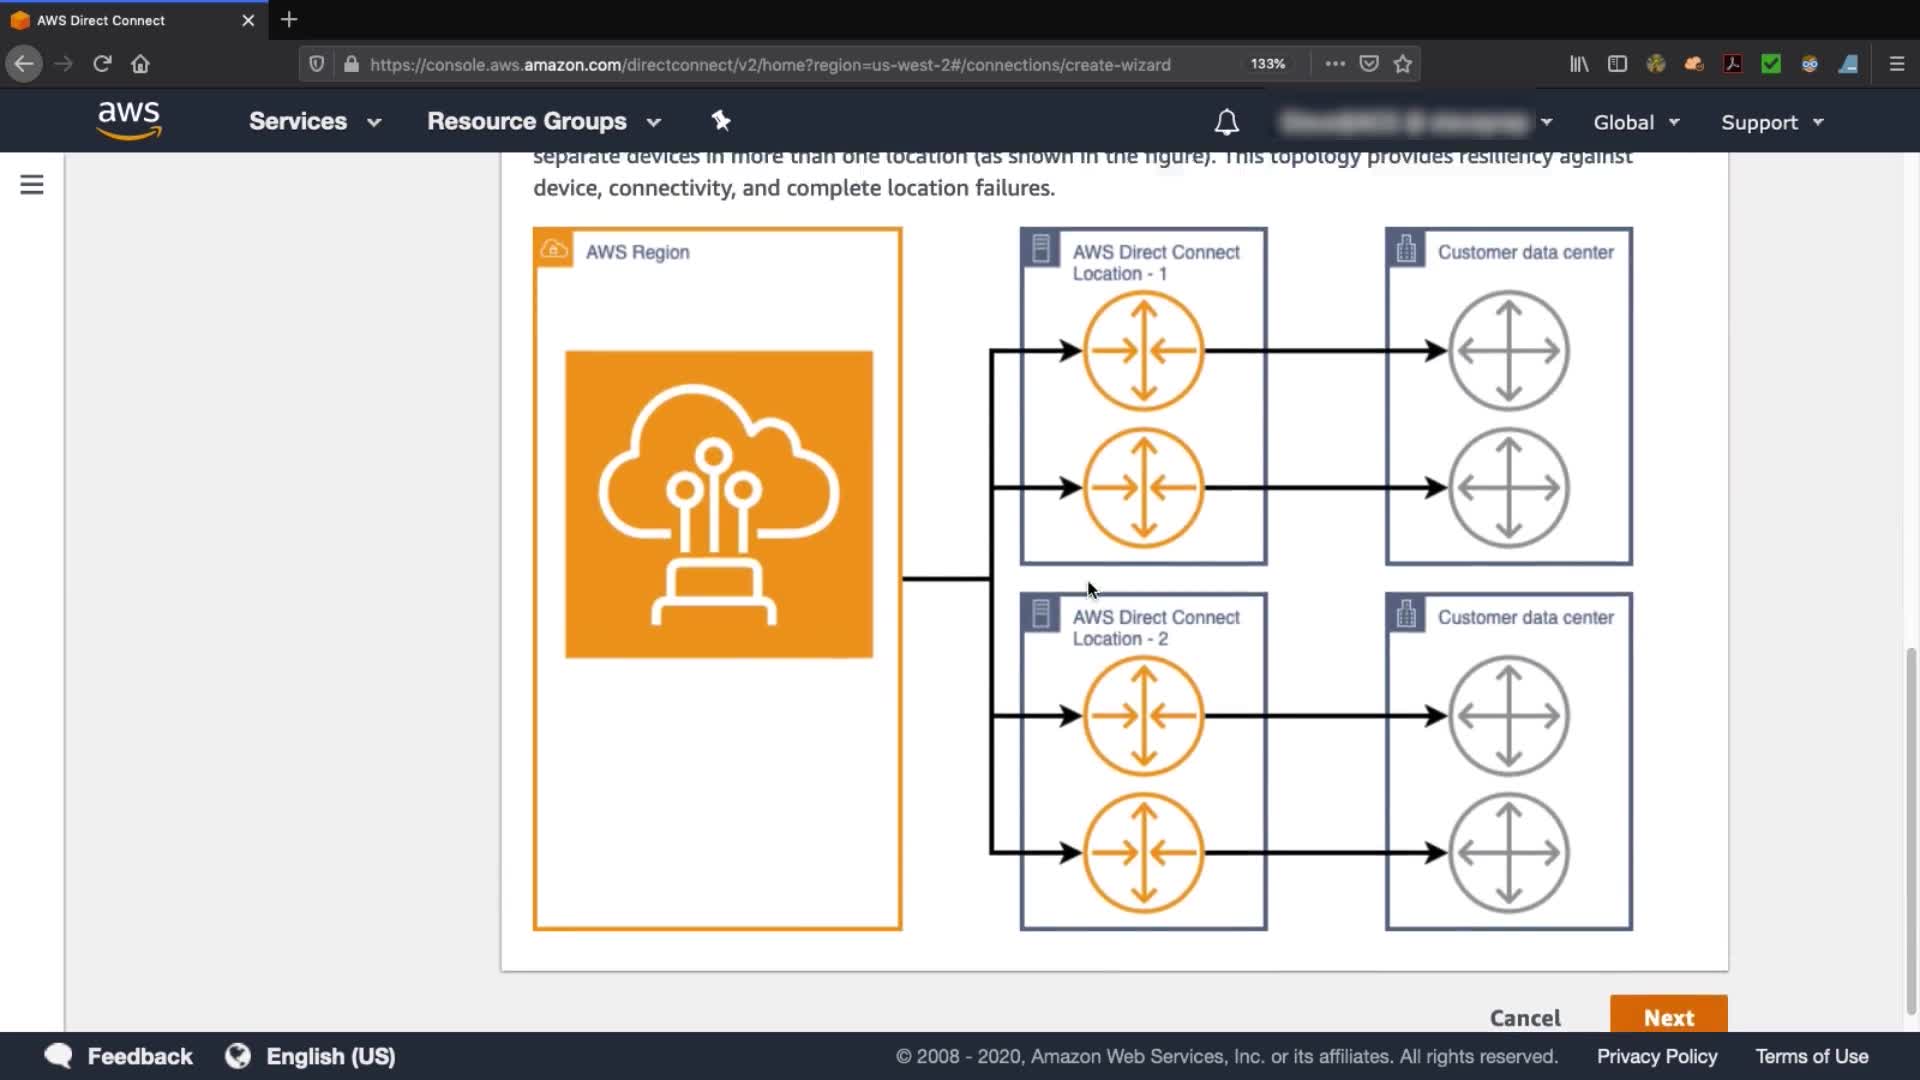 AWS Direct Connect
https://console.aws.amazon.com/directconnect/v2/home?region=us-west-2#/connections/create-wizard
133%
aws
Services
Resource Groups
Global
Support
separate devices in more than one location (as shown in the figure). This topology provides resiliency against
device, connectivity, and complete location failures.
AWS Region
AWS Direct Connect
Location - 1
Customer data center
AWS Direct Connect
Location - 2
Customer data center
Cancel
Next
Feedback
English (US)
© 2008 - 2020, Amazon Web Services, Inc. or its affiliates. All rights reserved.
Privacy Policy
Terms of Use